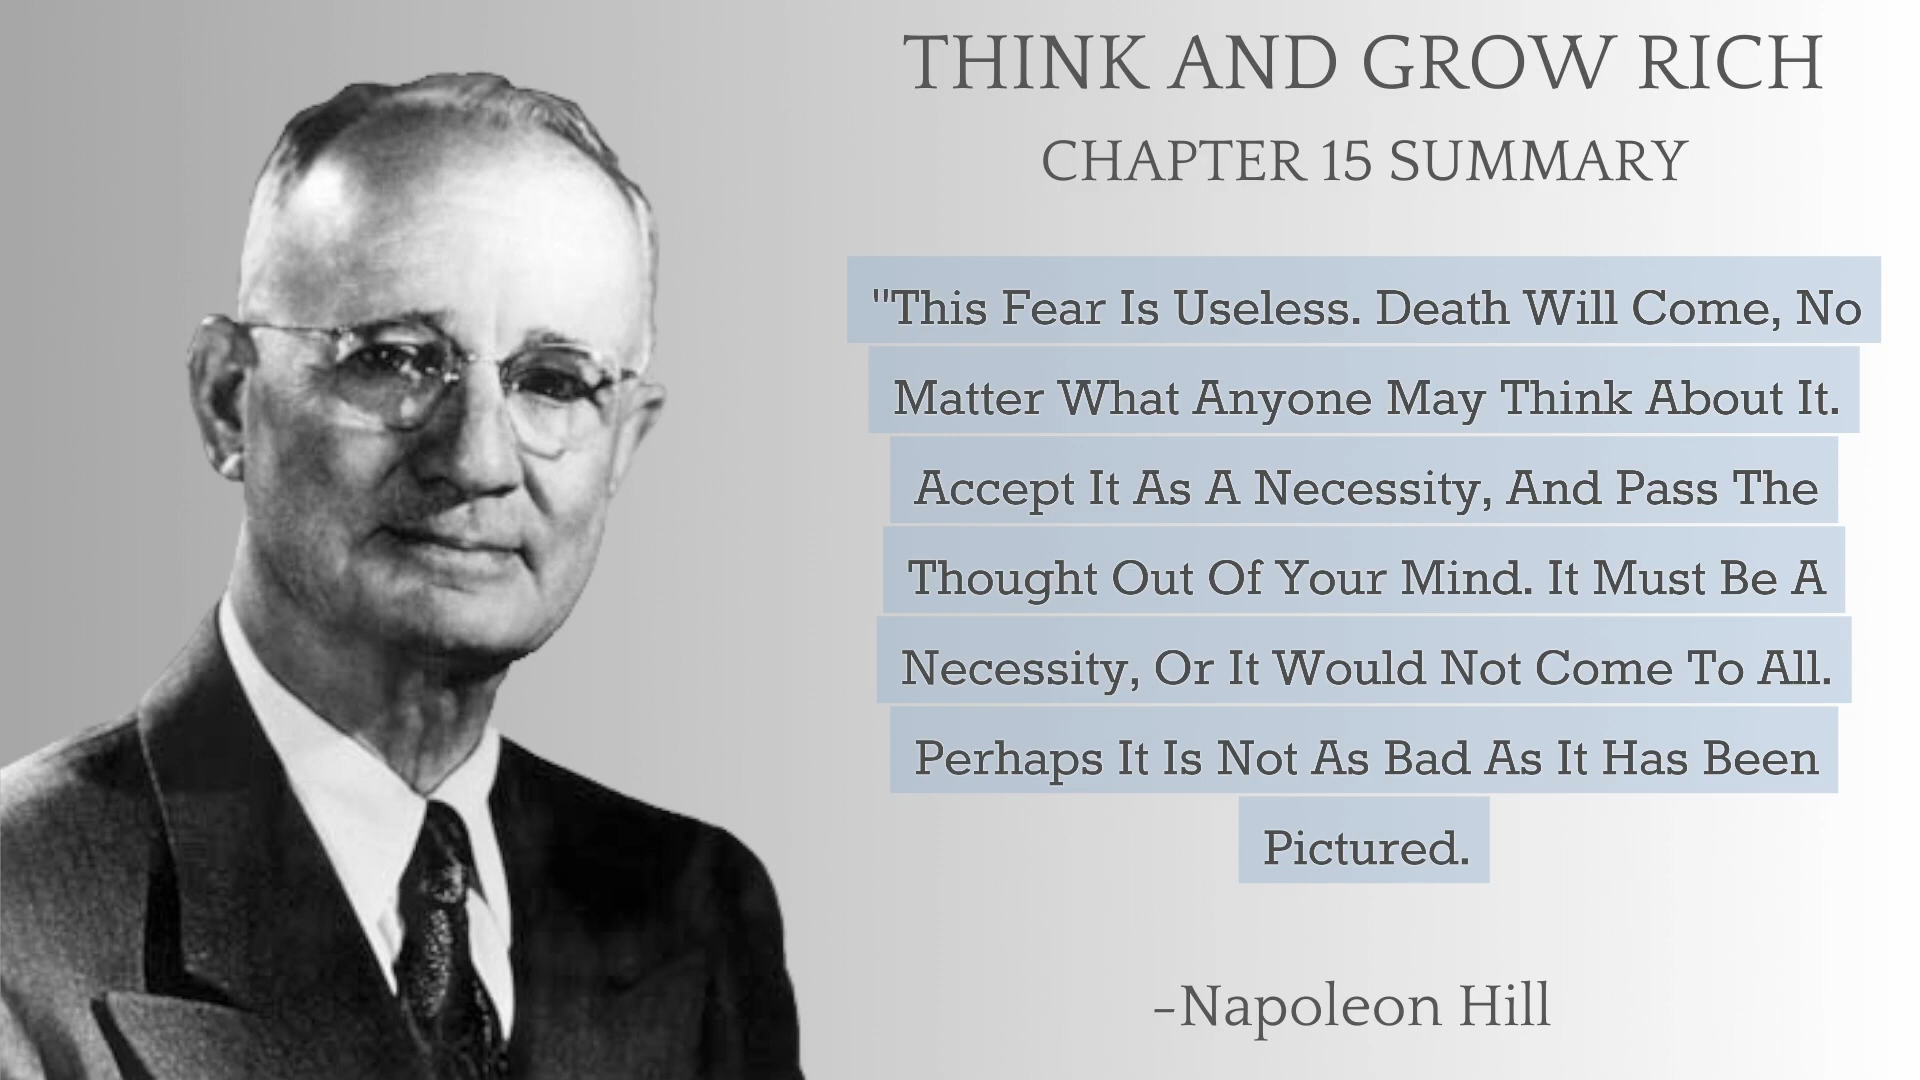 THINK AND GROW RICH
CHAPTER 15 SUMMARY
"This Fear Is Useless. Death Will Come, No
Matter What Anyone May Think About It.
Accept It As A Necessity, And Pass The
Thought Out Of Your Mind. It Must Be A
Necessity, Or It Would Not Come To All.
Perhaps It Is Not As Bad As It Has Been
Pictured.
-Napoleon Hill